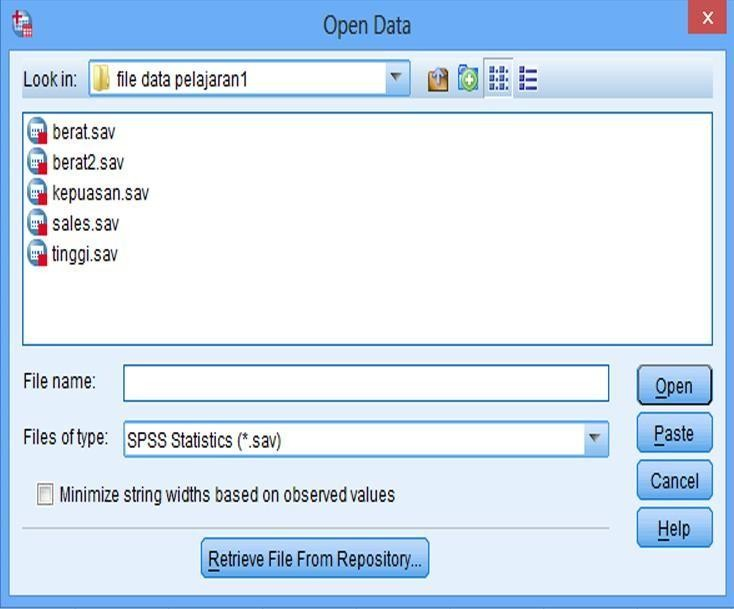 Open Data
x
Look in: file data pelajaran1
berat.sav
berat2.sav
kepuasan.sav
sales.sav
tinggi.sav
File name:
Open
Files of type: SPSS Statistics (*.sav)
Paste
Cancel
Minimize string widths based on observed values
Help
Retrieve File From Repository...